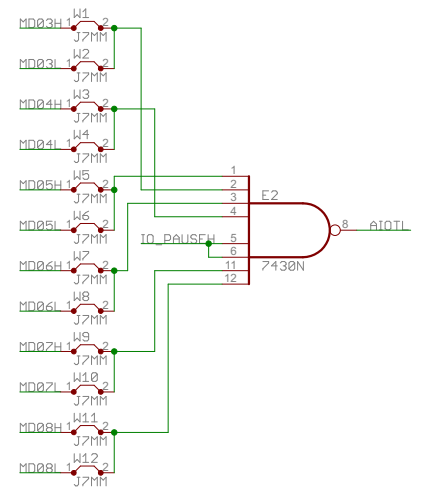 W1
MD03H 1 2
J7MM
W2
MD03L 1 2
J7MM
W3
MD04H 1 2
J7MM
W4
MD04L 1 2
J7MM
W5
MD05H 1 2
J7MM
W6
MD05L 1 2
J7MM
W7
MD06H 1 2
J7MM
W8
MD06L 1 2
J7MM
W9
MD07H 1 2
J7MM
W10
MD07L 1 2
J7MM
W11
MD08H 1 2
J7MM
W12
MD08L 1 2
J7MM
1
2
3
4
IO_PAUSEH 5
6
11
12
E2
8 AIOTL
7430N